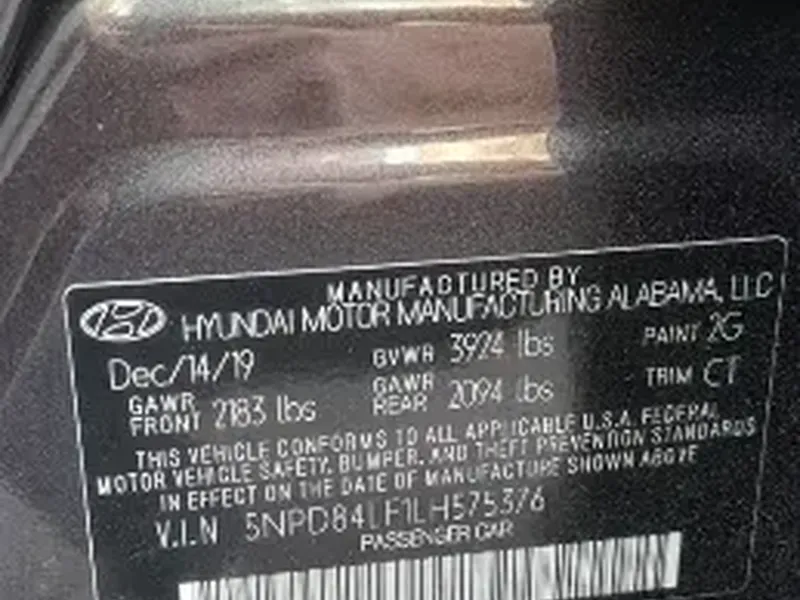 MANUFACTURED BY
HYUNDAI MOTOR MANUFACTURING ALABAMA, LLC
Dec/14/19 GVWR 3924 lbs PAINT 2G
GAWR FRONT 2183 lbs GAWR REAR 2094 lbs TRIM CT
THIS VEHICLE CONFORMS TO ALL APPLICABLE U.S.A. FEDERAL
MOTOR VEHICLE SAFETY, BUMPER, AND THEFT PREVENTION STANDARDS
IN EFFECT ON THE DATE OF MANUFACTURE SHOWN ABOVE
V.I.N 5NPD84LF1LH575376
PASSENGER CAR